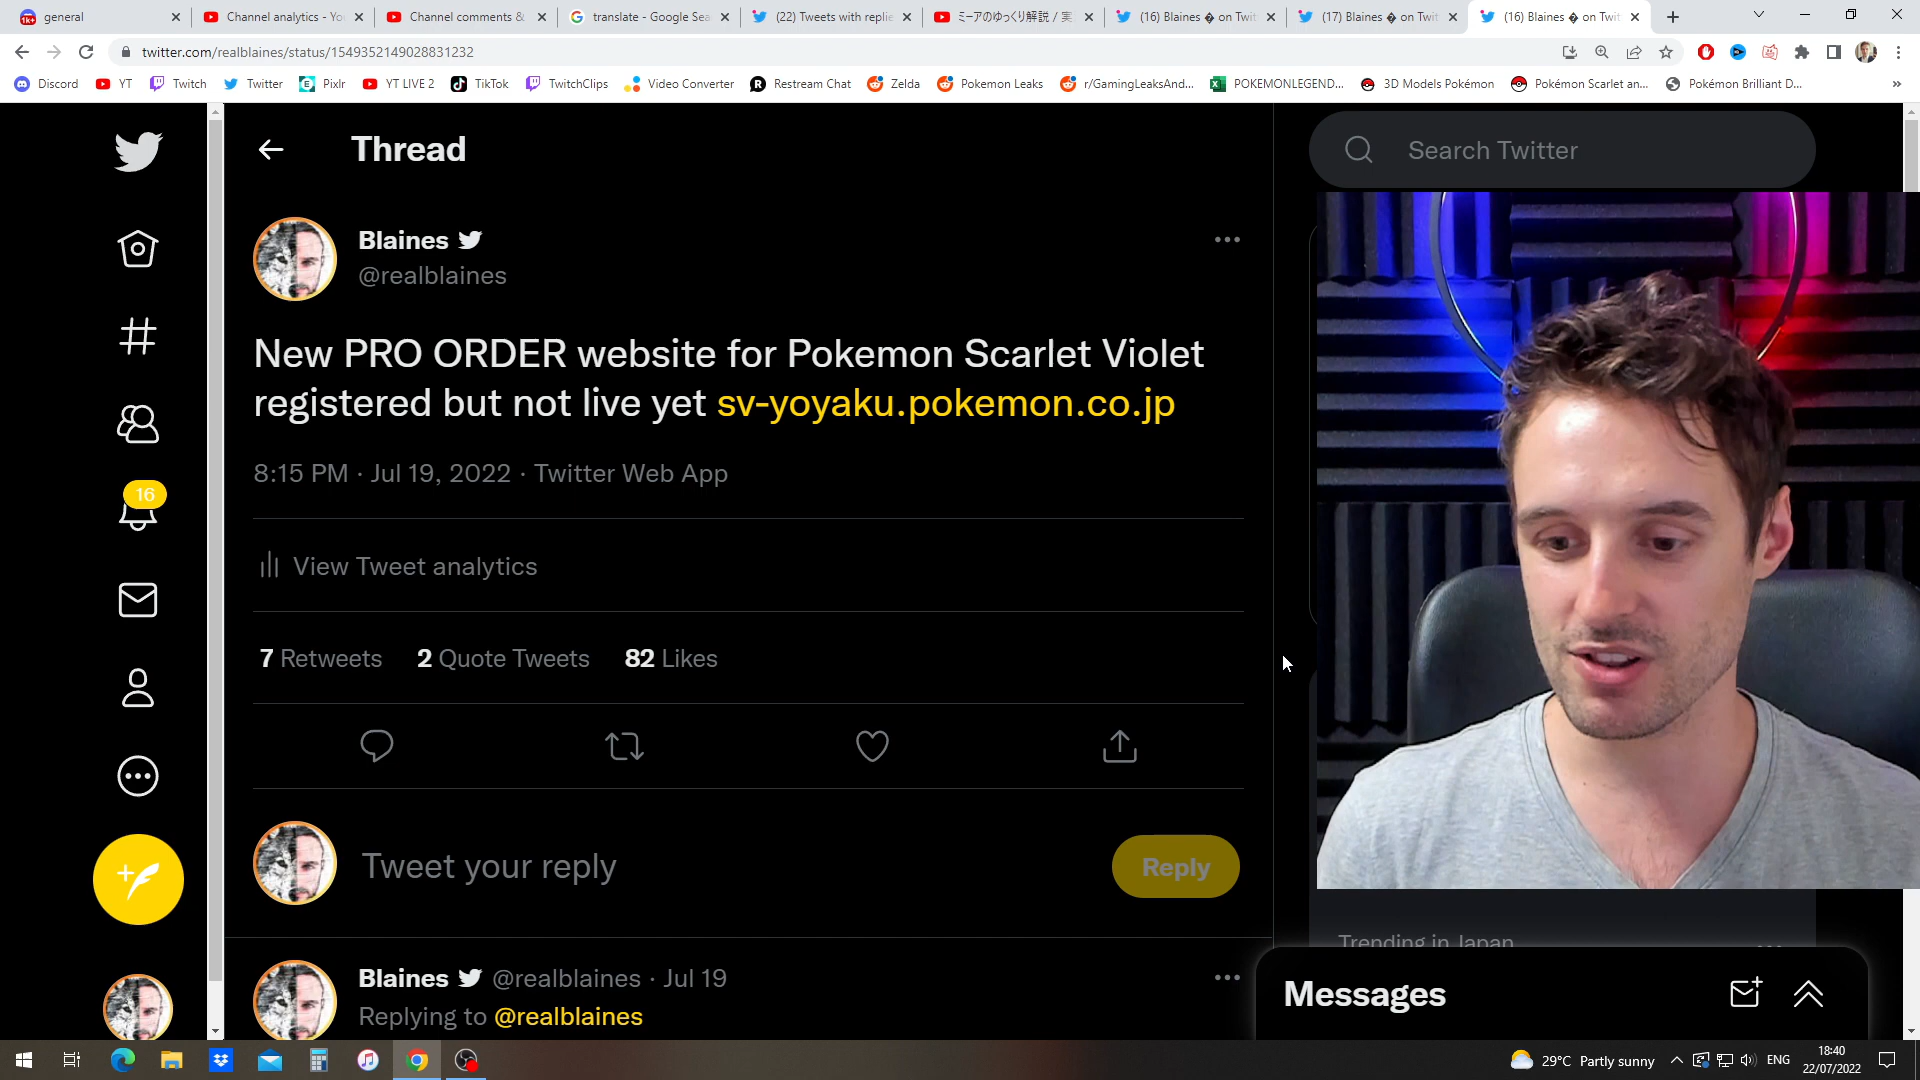 general
Channel analytics - Yo
Channel comments &
translate - Google Sea
(22) Tweets with replie
ミーアのゆっくり解説 / 実
(16) Blaines � on Twit
(17) Blaines � on Twit
(16) Blaines � on Twit
twitter.com/realblaines/status/1549352149028831232
Discord
YT
Twitch
Twitter
Pixlr
YT LIVE 2
TikTok
TwitchClips
Video Converter
Restream Chat
Zelda
Pokemon Leaks
r/GamingLeaksAnd...
POKEMONLEGEND...
3D Models Pokémon
Pokémon Scarlet an...
Pokémon Brilliant D...
Thread
Search Twitter
Blaines
@realblaines
New PRO ORDER website for Pokemon Scarlet Violet
registered but not live yet sv-yoyaku.pokemon.co.jp
8:15 PM · Jul 19, 2022 · Twitter Web App
16
View Tweet analytics
7 Retweets 2 Quote Tweets 82 Likes
Tweet your reply
Reply
Trending in Japan
Blaines @realblaines · Jul 19
Replying to @realblaines
Messages
29°C Partly sunny
ENG
18:40
22/07/2022